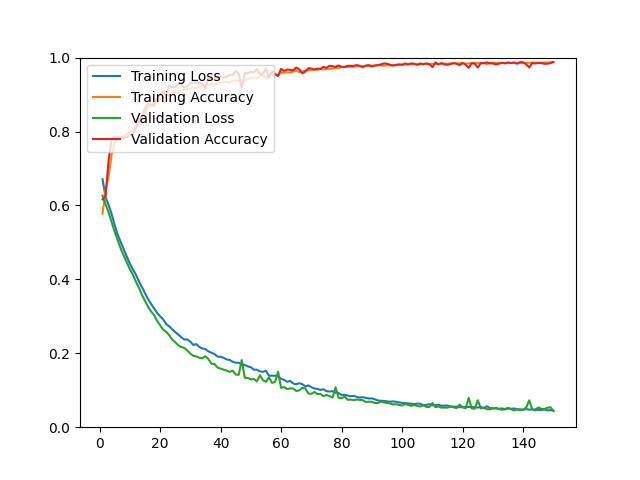 1.0
0.8
0.6
0.4
0.2
0.0
Training Loss
Training Accuracy
Validation Loss
Validation Accuracy
0 20 40 60 80 100 120 140